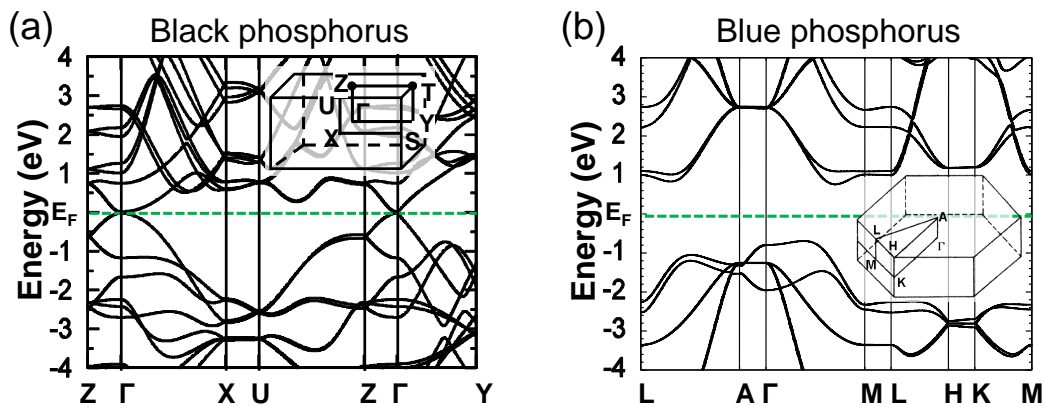 (a) Black phosphorus
Energy (eV)
4
3
2
1
E_F
-1
-2
-3
-4
Z Γ X U Z Γ Y
Z T
U Γ
Y
X S
(b) Blue phosphorus
Energy (eV)
4
3
2
1
E_F
-1
-2
-3
-4
L A Γ M L H K M
A
L
H Γ
M
K